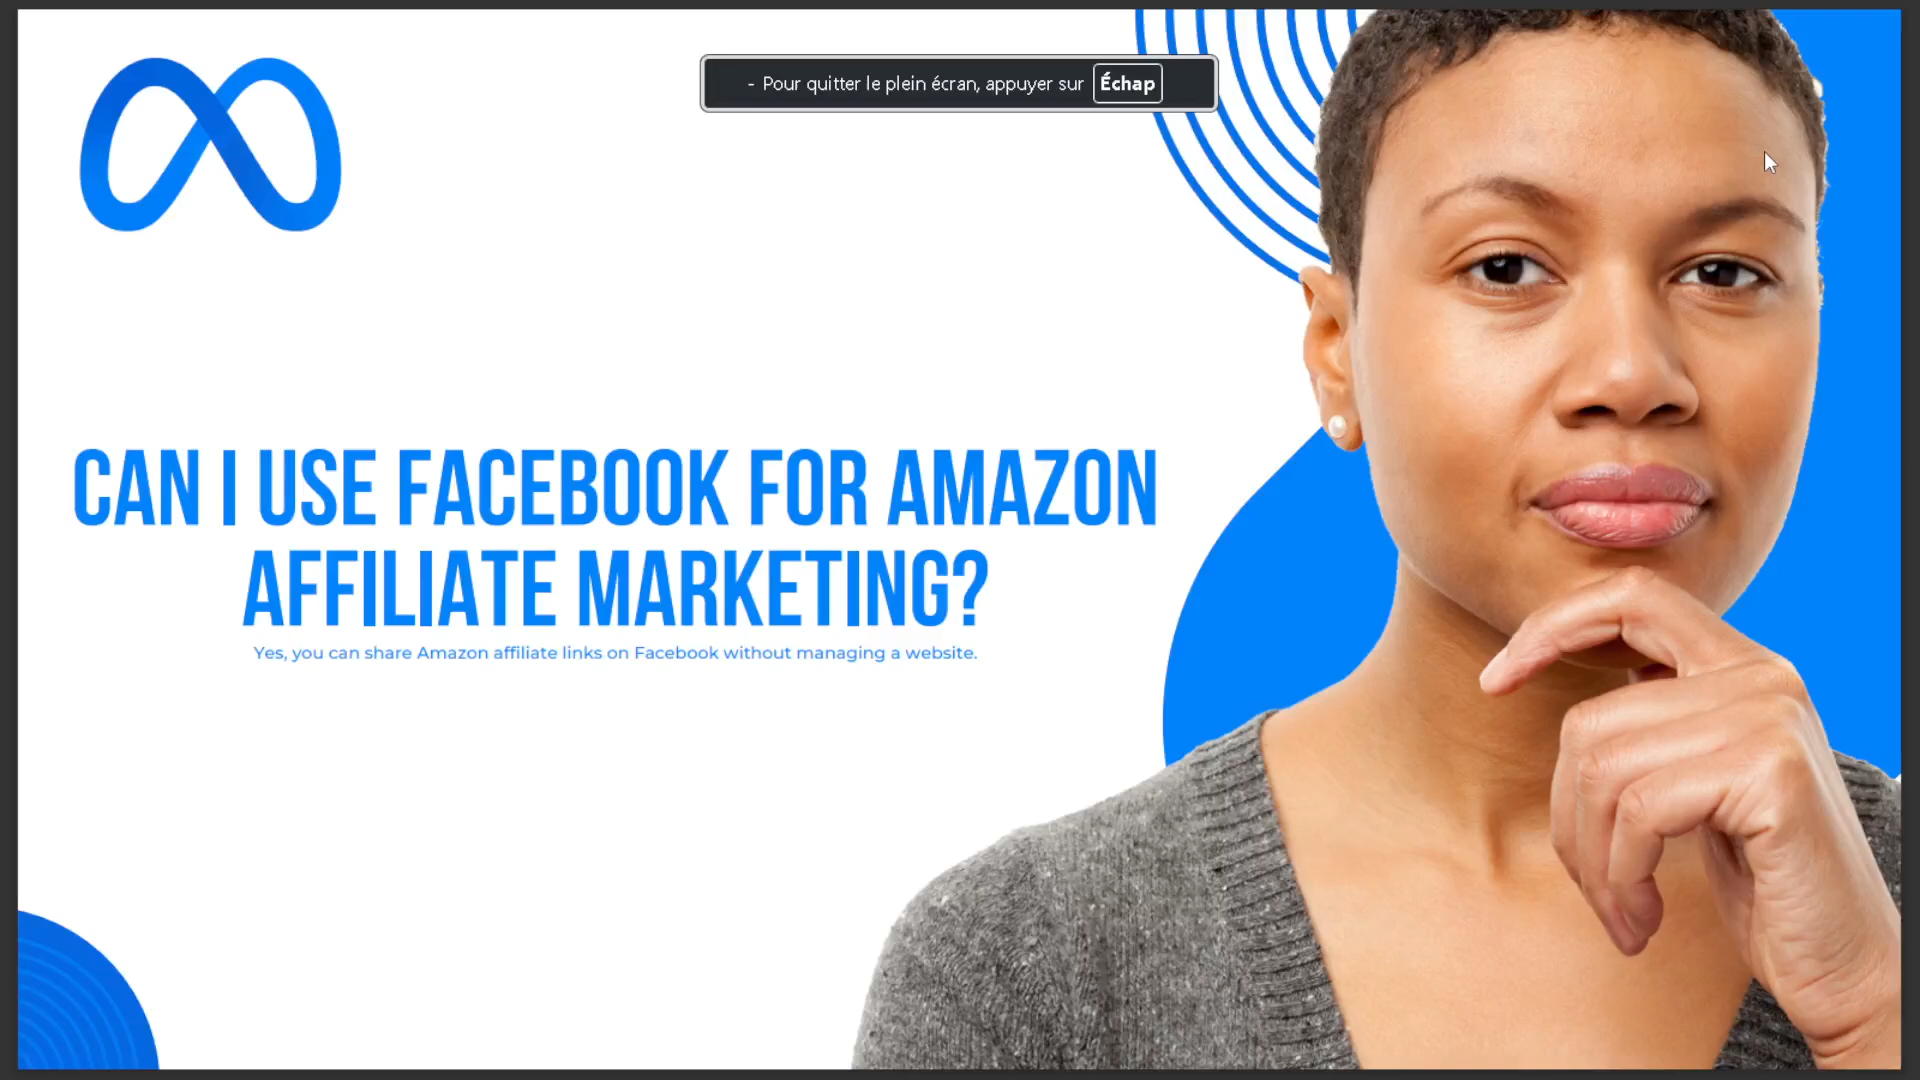 - Pour quitter le plein écran, appuyer sur Échap
CAN I USE FACEBOOK FOR AMAZON
AFFILIATE MARKETING?
Yes, you can share Amazon affiliate links on Facebook without managing a website.